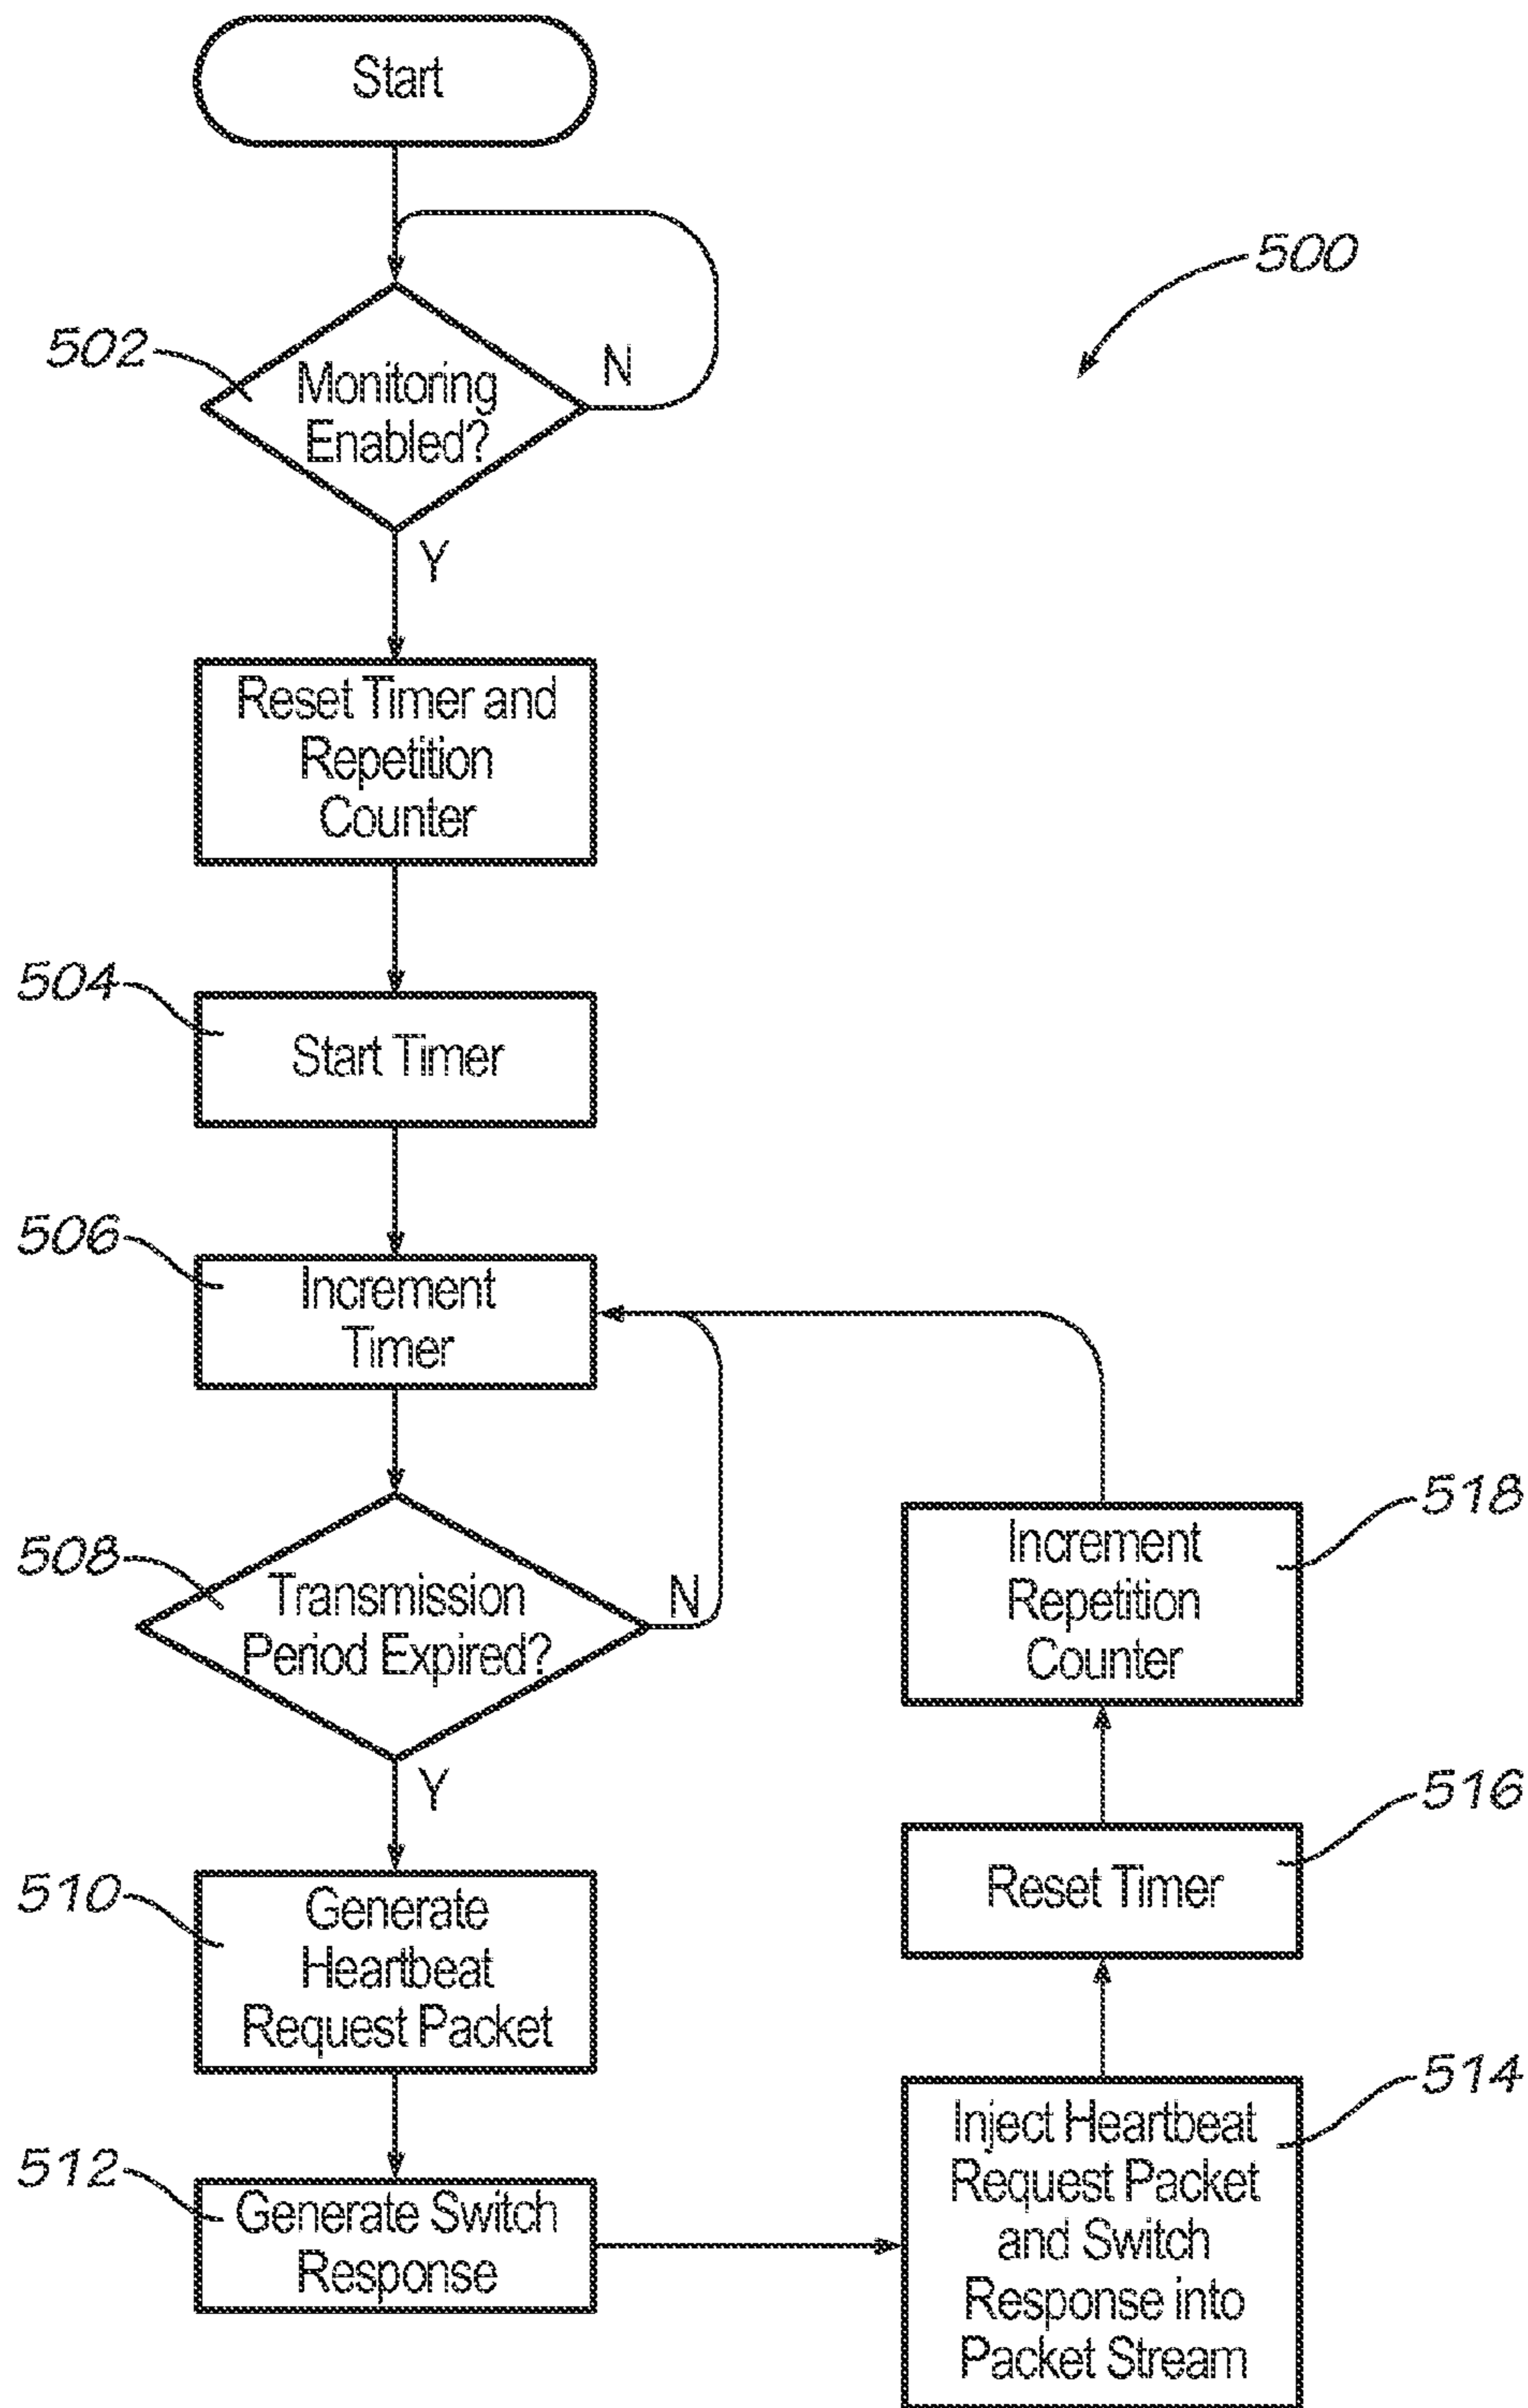 Start
500
502
Monitoring
Enabled?
N
Y
Reset Timer and
Repetition
Counter
504
Start Timer
506
Increment
Timer
508
Transmission
Period Expired?
N
Y
510
Generate
Heartbeat
Request Packet
512
Generate Switch
Response
514
Inject Heartbeat
Request Packet
and Switch
Response into
Packet Stream
516
Reset Timer
518
Increment
Repetition
Counter